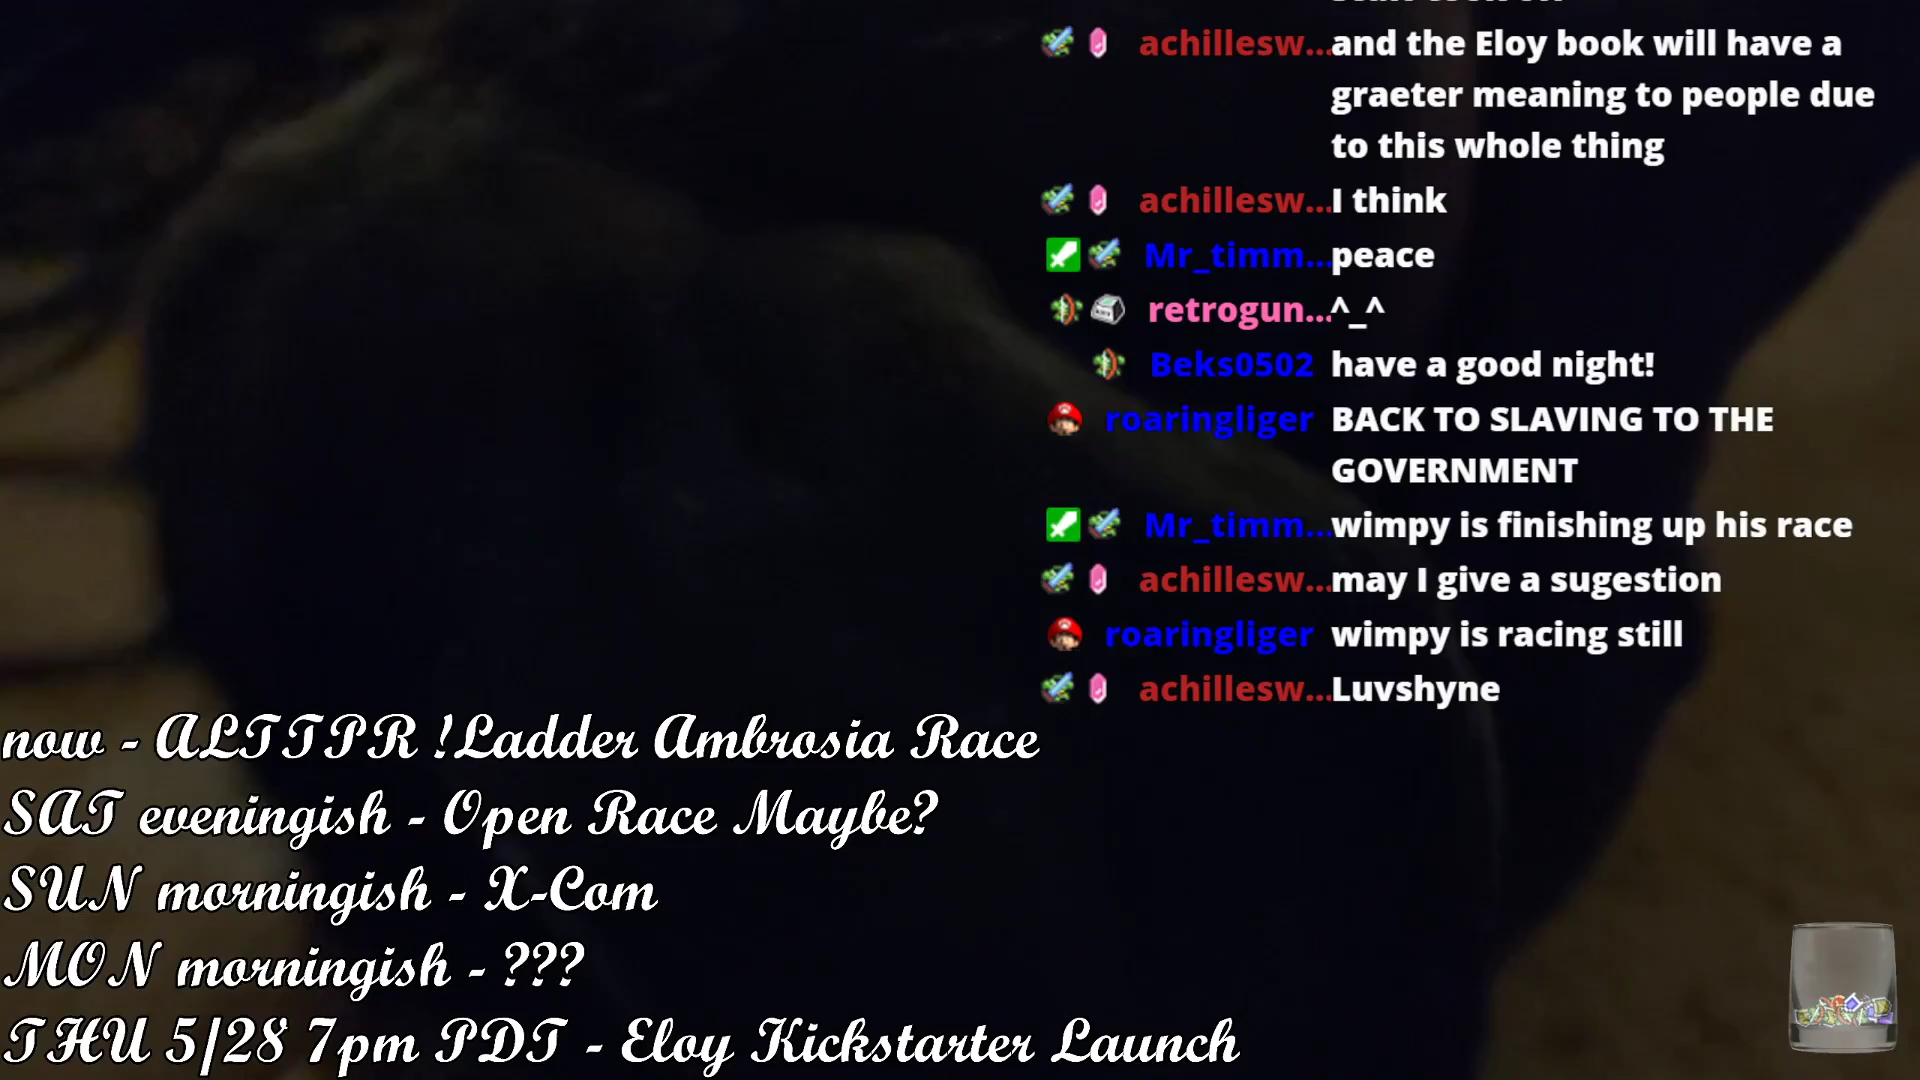 achillesw... and the Eloy book will have a
graeter meaning to people due
to this whole thing
achillesw... I think
Mr_timm... peace
retrogun... ^_^
Beks0502 have a good night!
roaringliger BACK TO SLAVING TO THE
GOVERNMENT
Mr_timm... wimpy is finishing up his race
achillesw... may I give a sugestion
roaringliger wimpy is racing still
achillesw... Luvshyne
now - ALTTPR !Ladder Ambrosia Race
SAT eveningish - Open Race Maybe?
SUN morningish - X-Com
MON morningish - ???
THU 5/28 7pm PDT - Eloy Kickstarter Launch